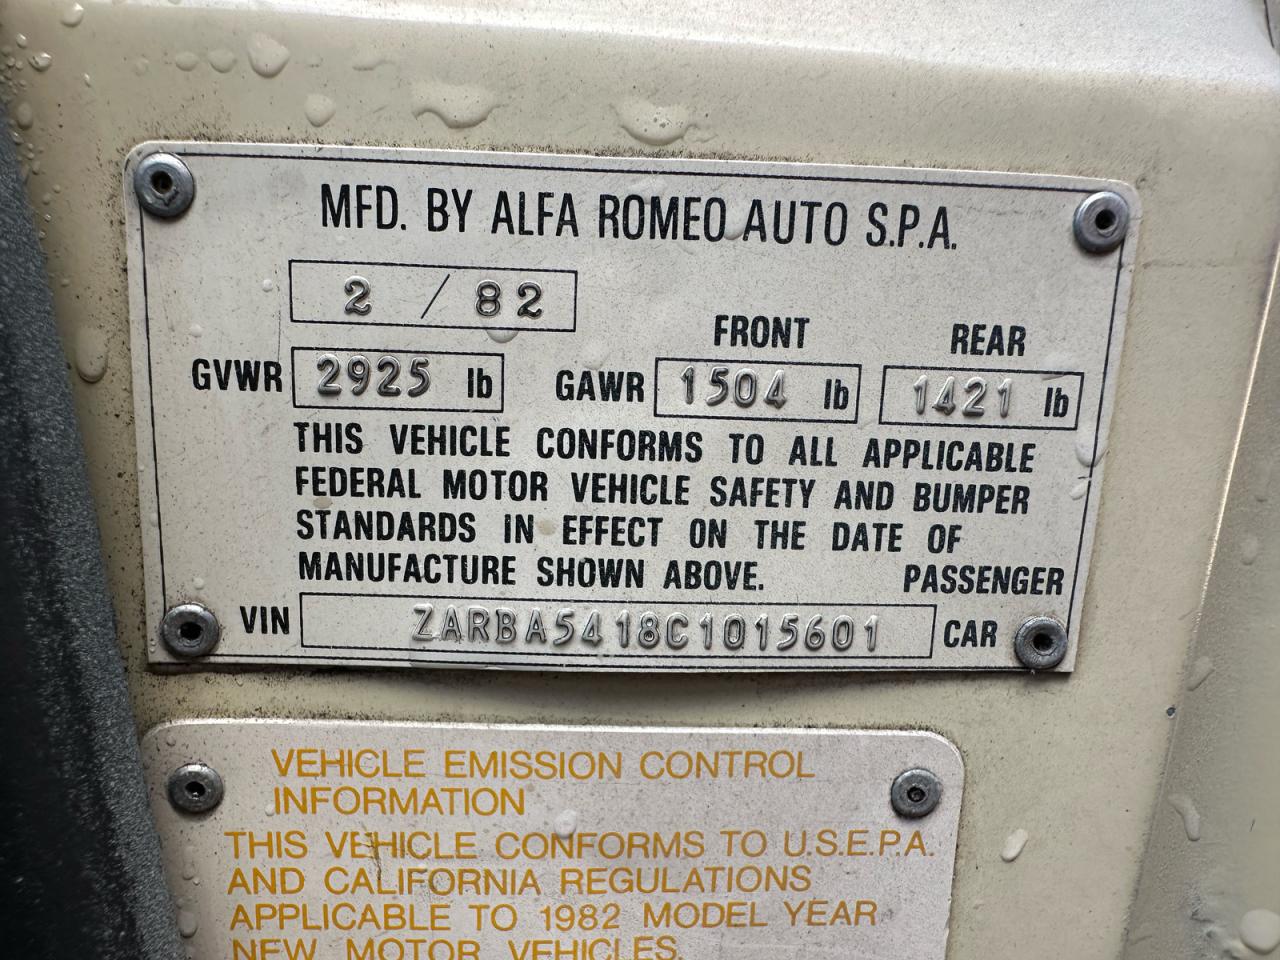 MFD. BY ALFA ROMEO AUTO S.P.A.
2 / 82
FRONT REAR
GVWR 2925 lb GAWR 1504 lb 1421 lb
THIS VEHICLE CONFORMS TO ALL APPLICABLE
FEDERAL MOTOR VEHICLE SAFETY AND BUMPER
STANDARDS IN EFFECT ON THE DATE OF
MANUFACTURE SHOWN ABOVE. PASSENGER
VIN ZARBA5418C1015601 CAR
VEHICLE EMISSION CONTROL
INFORMATION
THIS VEHICLE CONFORMS TO U.S.E.P.A.
AND CALIFORNIA REGULATIONS
APPLICABLE TO 1982 MODEL YEAR
NEW MOTOR VEHICLES.